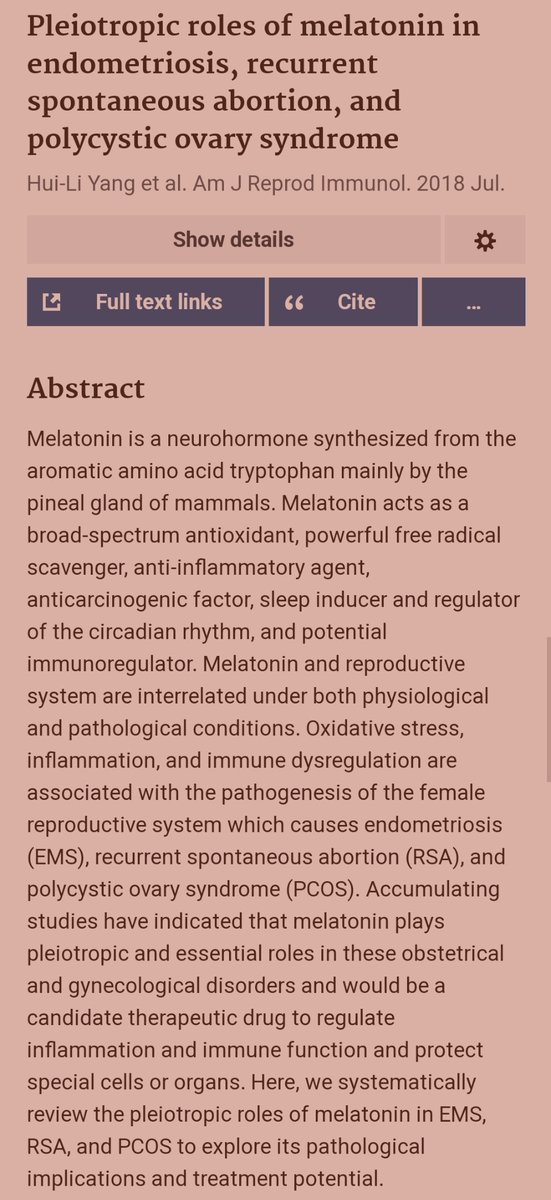 Pleiotropic roles of melatonin in
endometriosis, recurrent
spontaneous abortion, and
polycystic ovary syndrome
Hui-Li Yang et al. Am J Reprod Immunol. 2018 Jul.
Show details
Full text links
Cite
...
Abstract
Melatonin is a neurohormone synthesized from the
aromatic amino acid tryptophan mainly by the
pineal gland of mammals. Melatonin acts as a
broad-spectrum antioxidant, powerful free radical
scavenger, anti-inflammatory agent,
anticarcinogenic factor, sleep inducer and regulator
of the circadian rhythm, and potential
immunoregulator. Melatonin and reproductive
system are interrelated under both physiological
and pathological conditions. Oxidative stress,
inflammation, and immune dysregulation are
associated with the pathogenesis of the female
reproductive system which causes endometriosis
(EMS), recurrent spontaneous abortion (RSA), and
polycystic ovary syndrome (PCOS). Accumulating
studies have indicated that melatonin plays
pleiotropic and essential roles in these obstetrical
and gynecological disorders and would be a
candidate therapeutic drug to regulate
inflammation and immune function and protect
special cells or organs. Here, we systematically
review the pleiotropic roles of melatonin in EMS,
RSA, and PCOS to explore its pathological
implications and treatment potential.